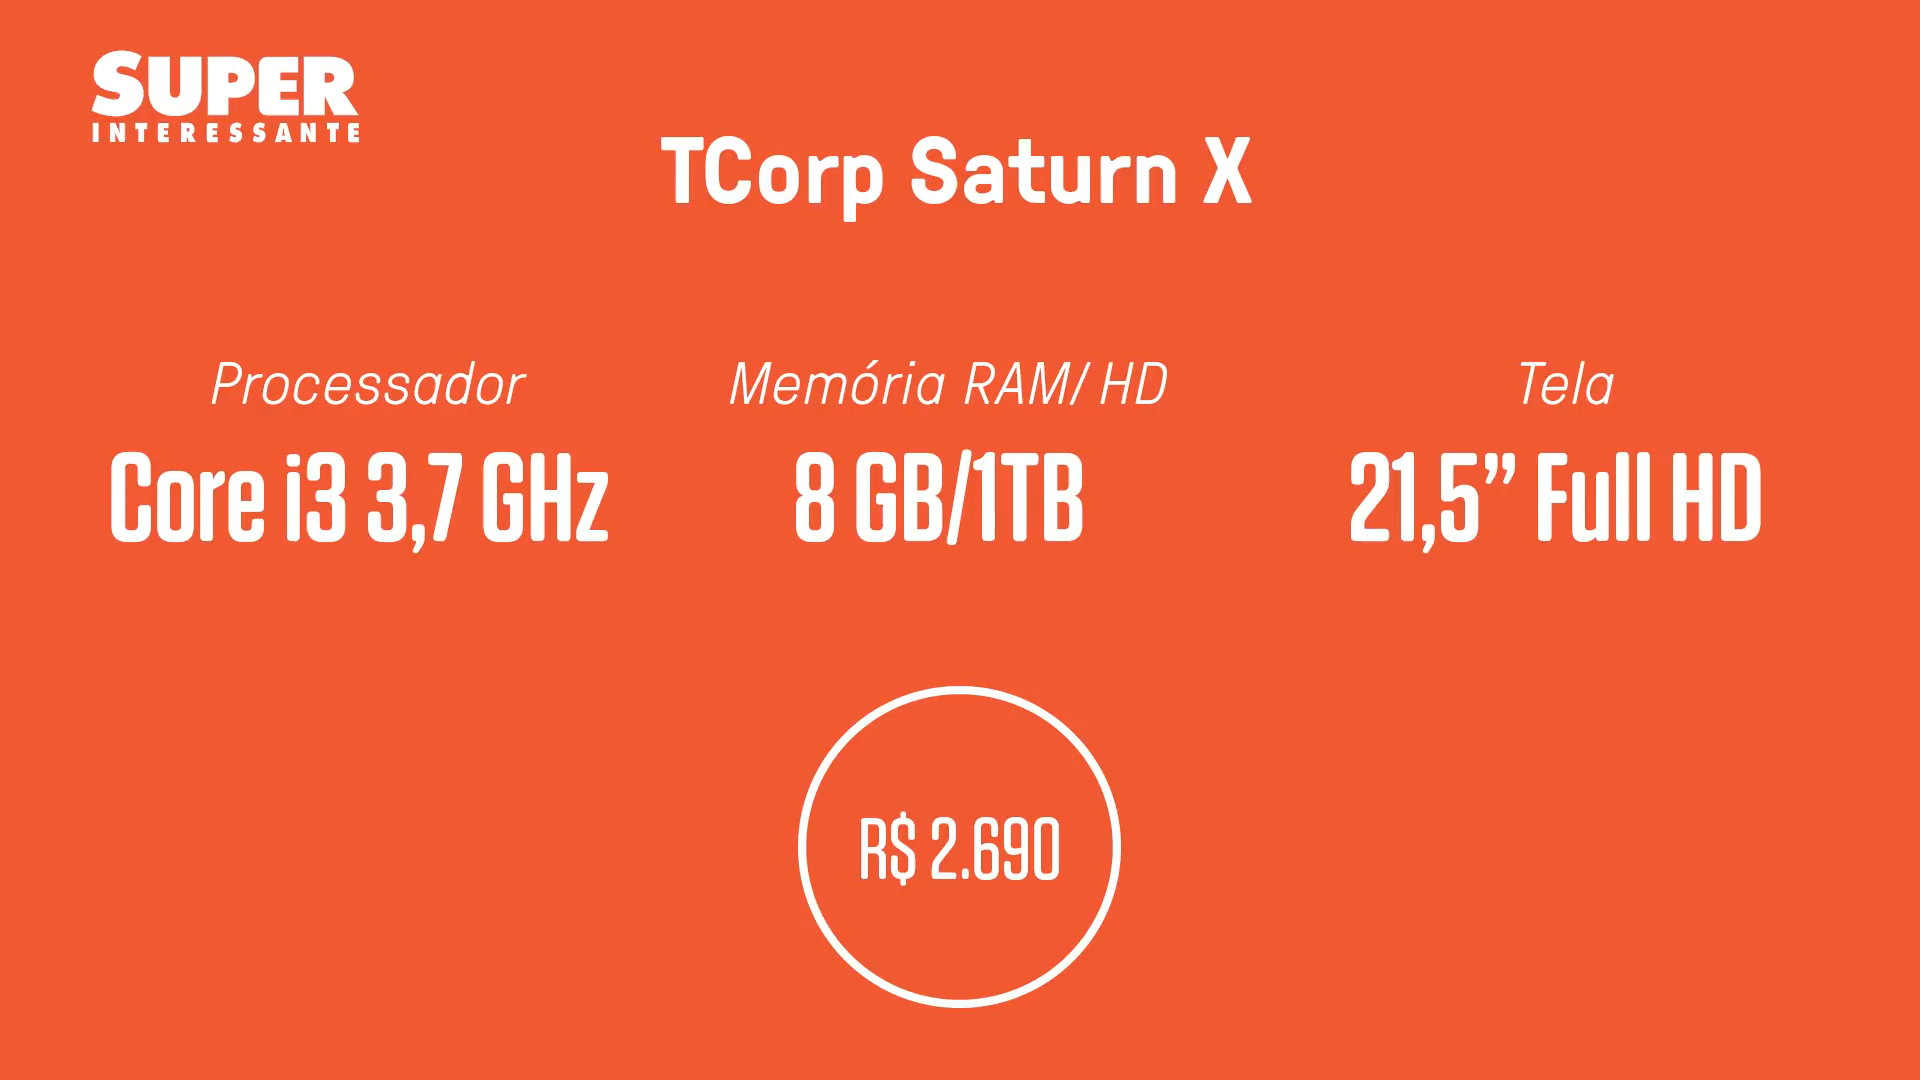 SUPER
INTERESSANTE
TCorp Saturn X
Processador
Core i3 3,7 GHz
Memória RAM/ HD
8 GB/1TB
Tela
21,5” Full HD
R$ 2.690